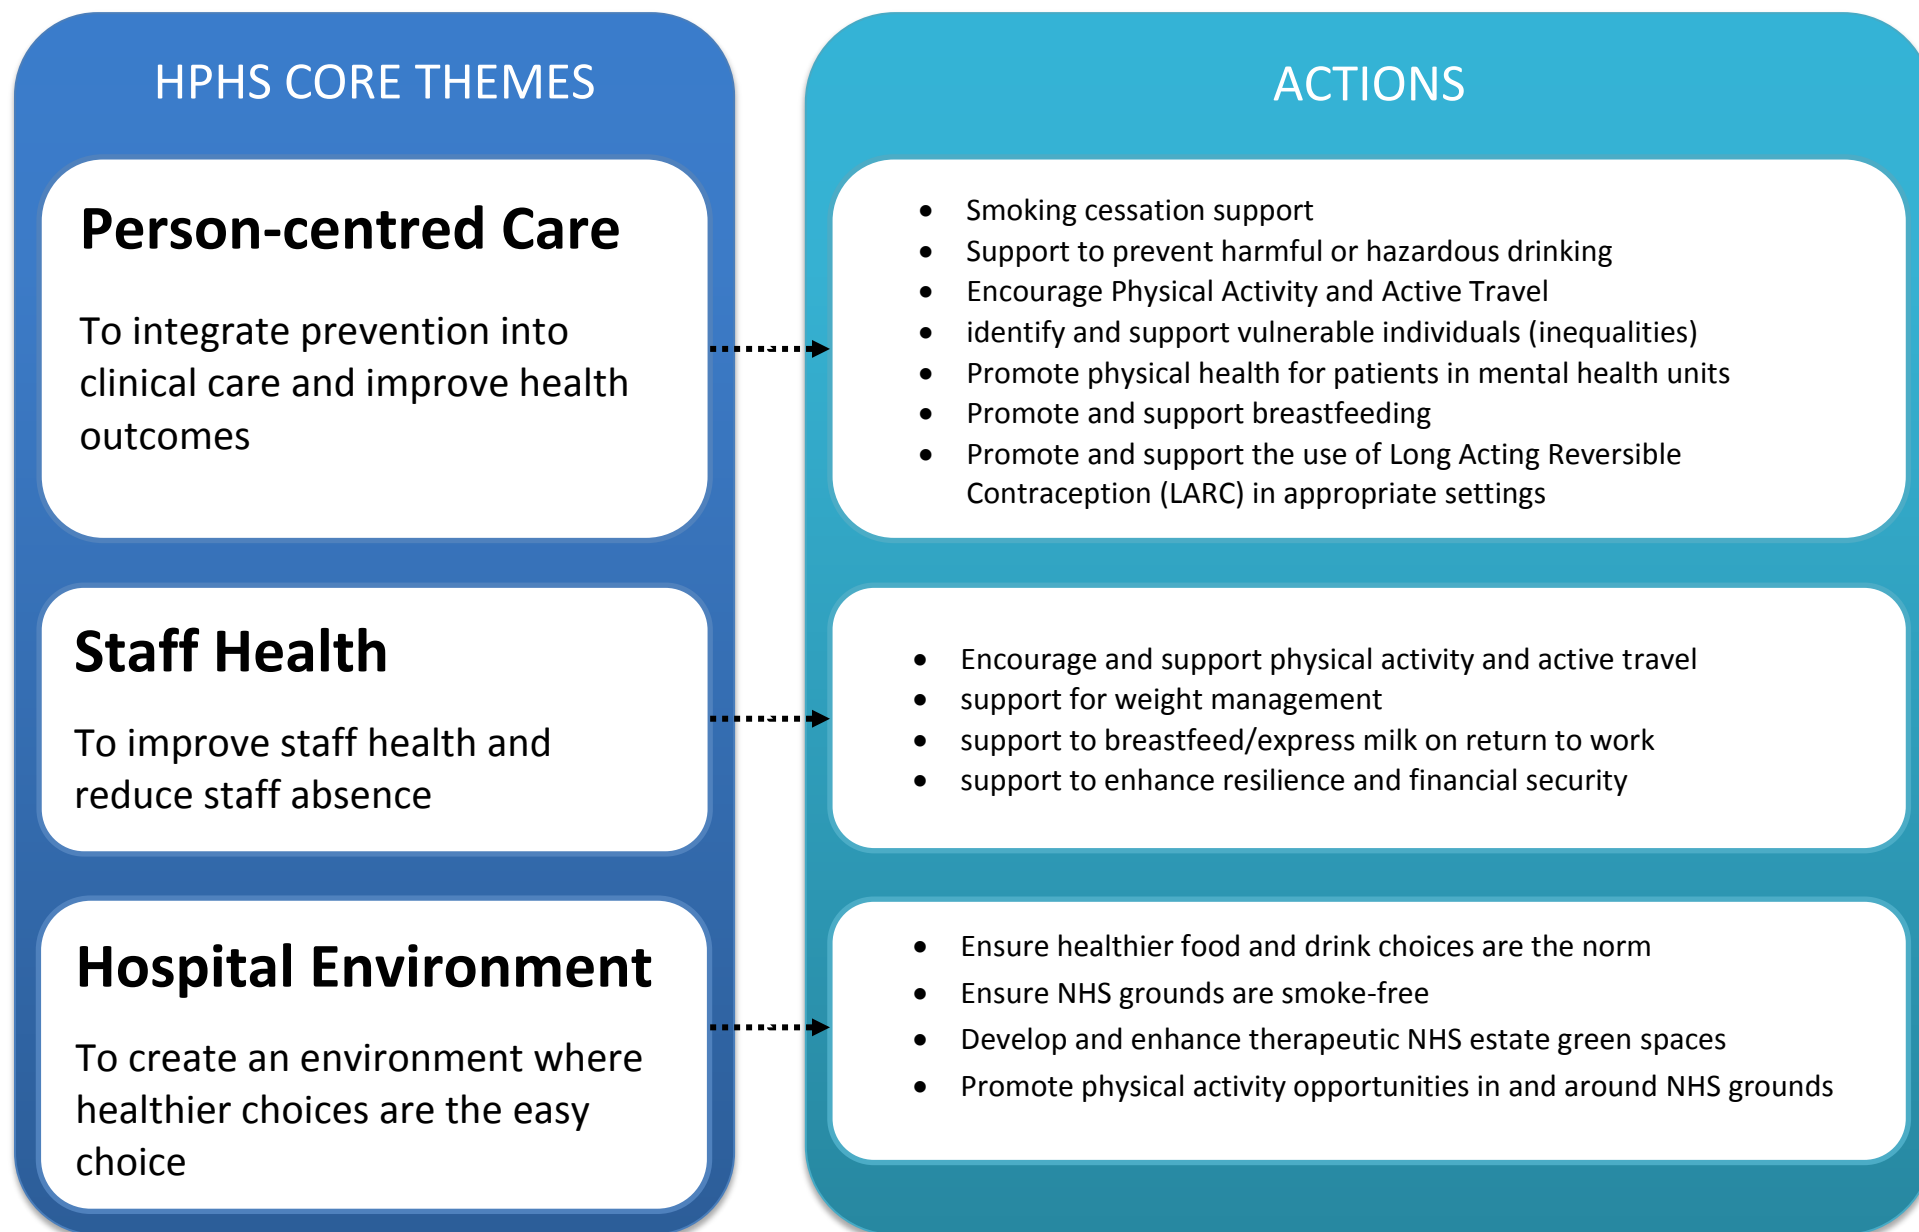 HPHS CORE THEMES
Person-centred Care
To integrate prevention into
clinical care and improve health
outcomes
Staff Health
To improve staff health and
reduce staff absence
Hospital Environment
To create an environment where
healthier choices are the easy
choice
ACTIONS
• Smoking cessation support
• Support to prevent harmful or hazardous drinking
• Encourage Physical Activity and Active Travel
• identify and support vulnerable individuals (inequalities)
• Promote physical health for patients in mental health units
• Promote and support breastfeeding
• Promote and support the use of Long Acting Reversible
Contraception (LARC) in appropriate settings
• Encourage and support physical activity and active travel
• support for weight management
• support to breastfeed/express milk on return to work
• support to enhance resilience and financial security
• Ensure healthier food and drink choices are the norm
• Ensure NHS grounds are smoke-free
• Develop and enhance therapeutic NHS estate green spaces
• Promote physical activity opportunities in and around NHS grounds